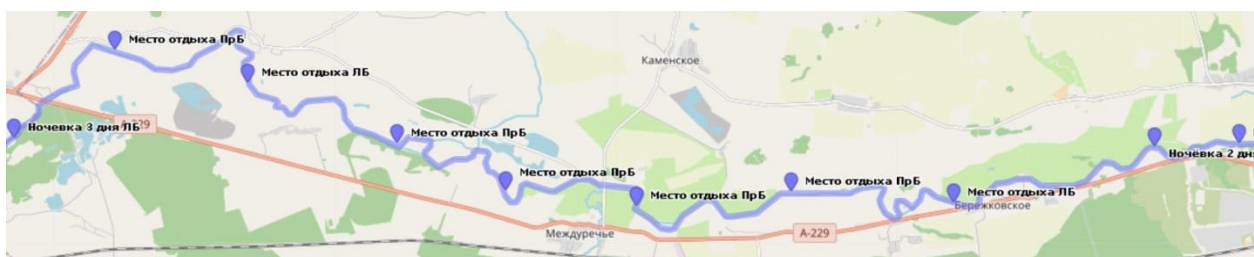 Место отдыха ПрБ
Каменское
Место отдыха ЛБ
А-229
Ночевка 3 дня ЛБ
Место отдыха ПрБ
Ночевка 2 дня
Место отдыха ПрБ
Место отдыха ПрБ
Место отдыха ПрБ
Место отдыха ЛБ
Бережковское
Междуречье
А-229